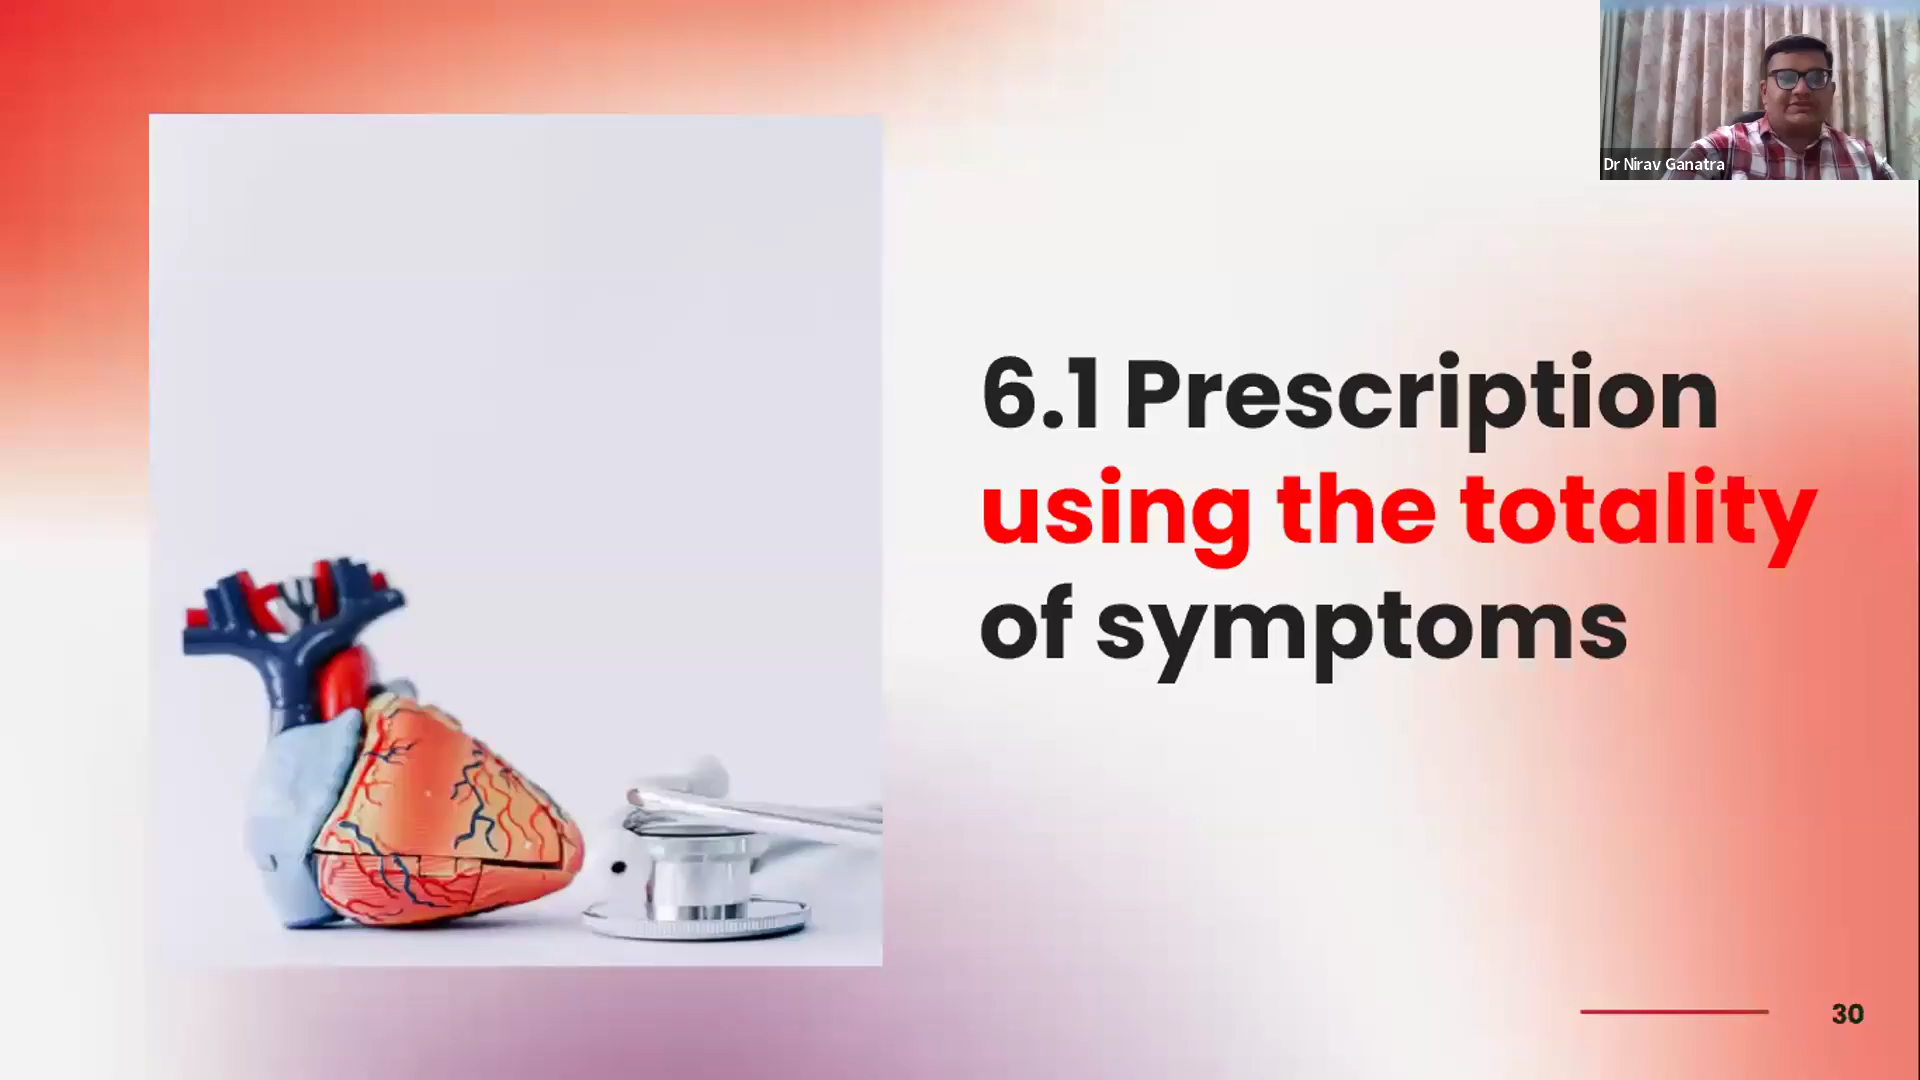 Dr Nirav Ganatra
6.1 Prescription
using the totality
of symptoms
30